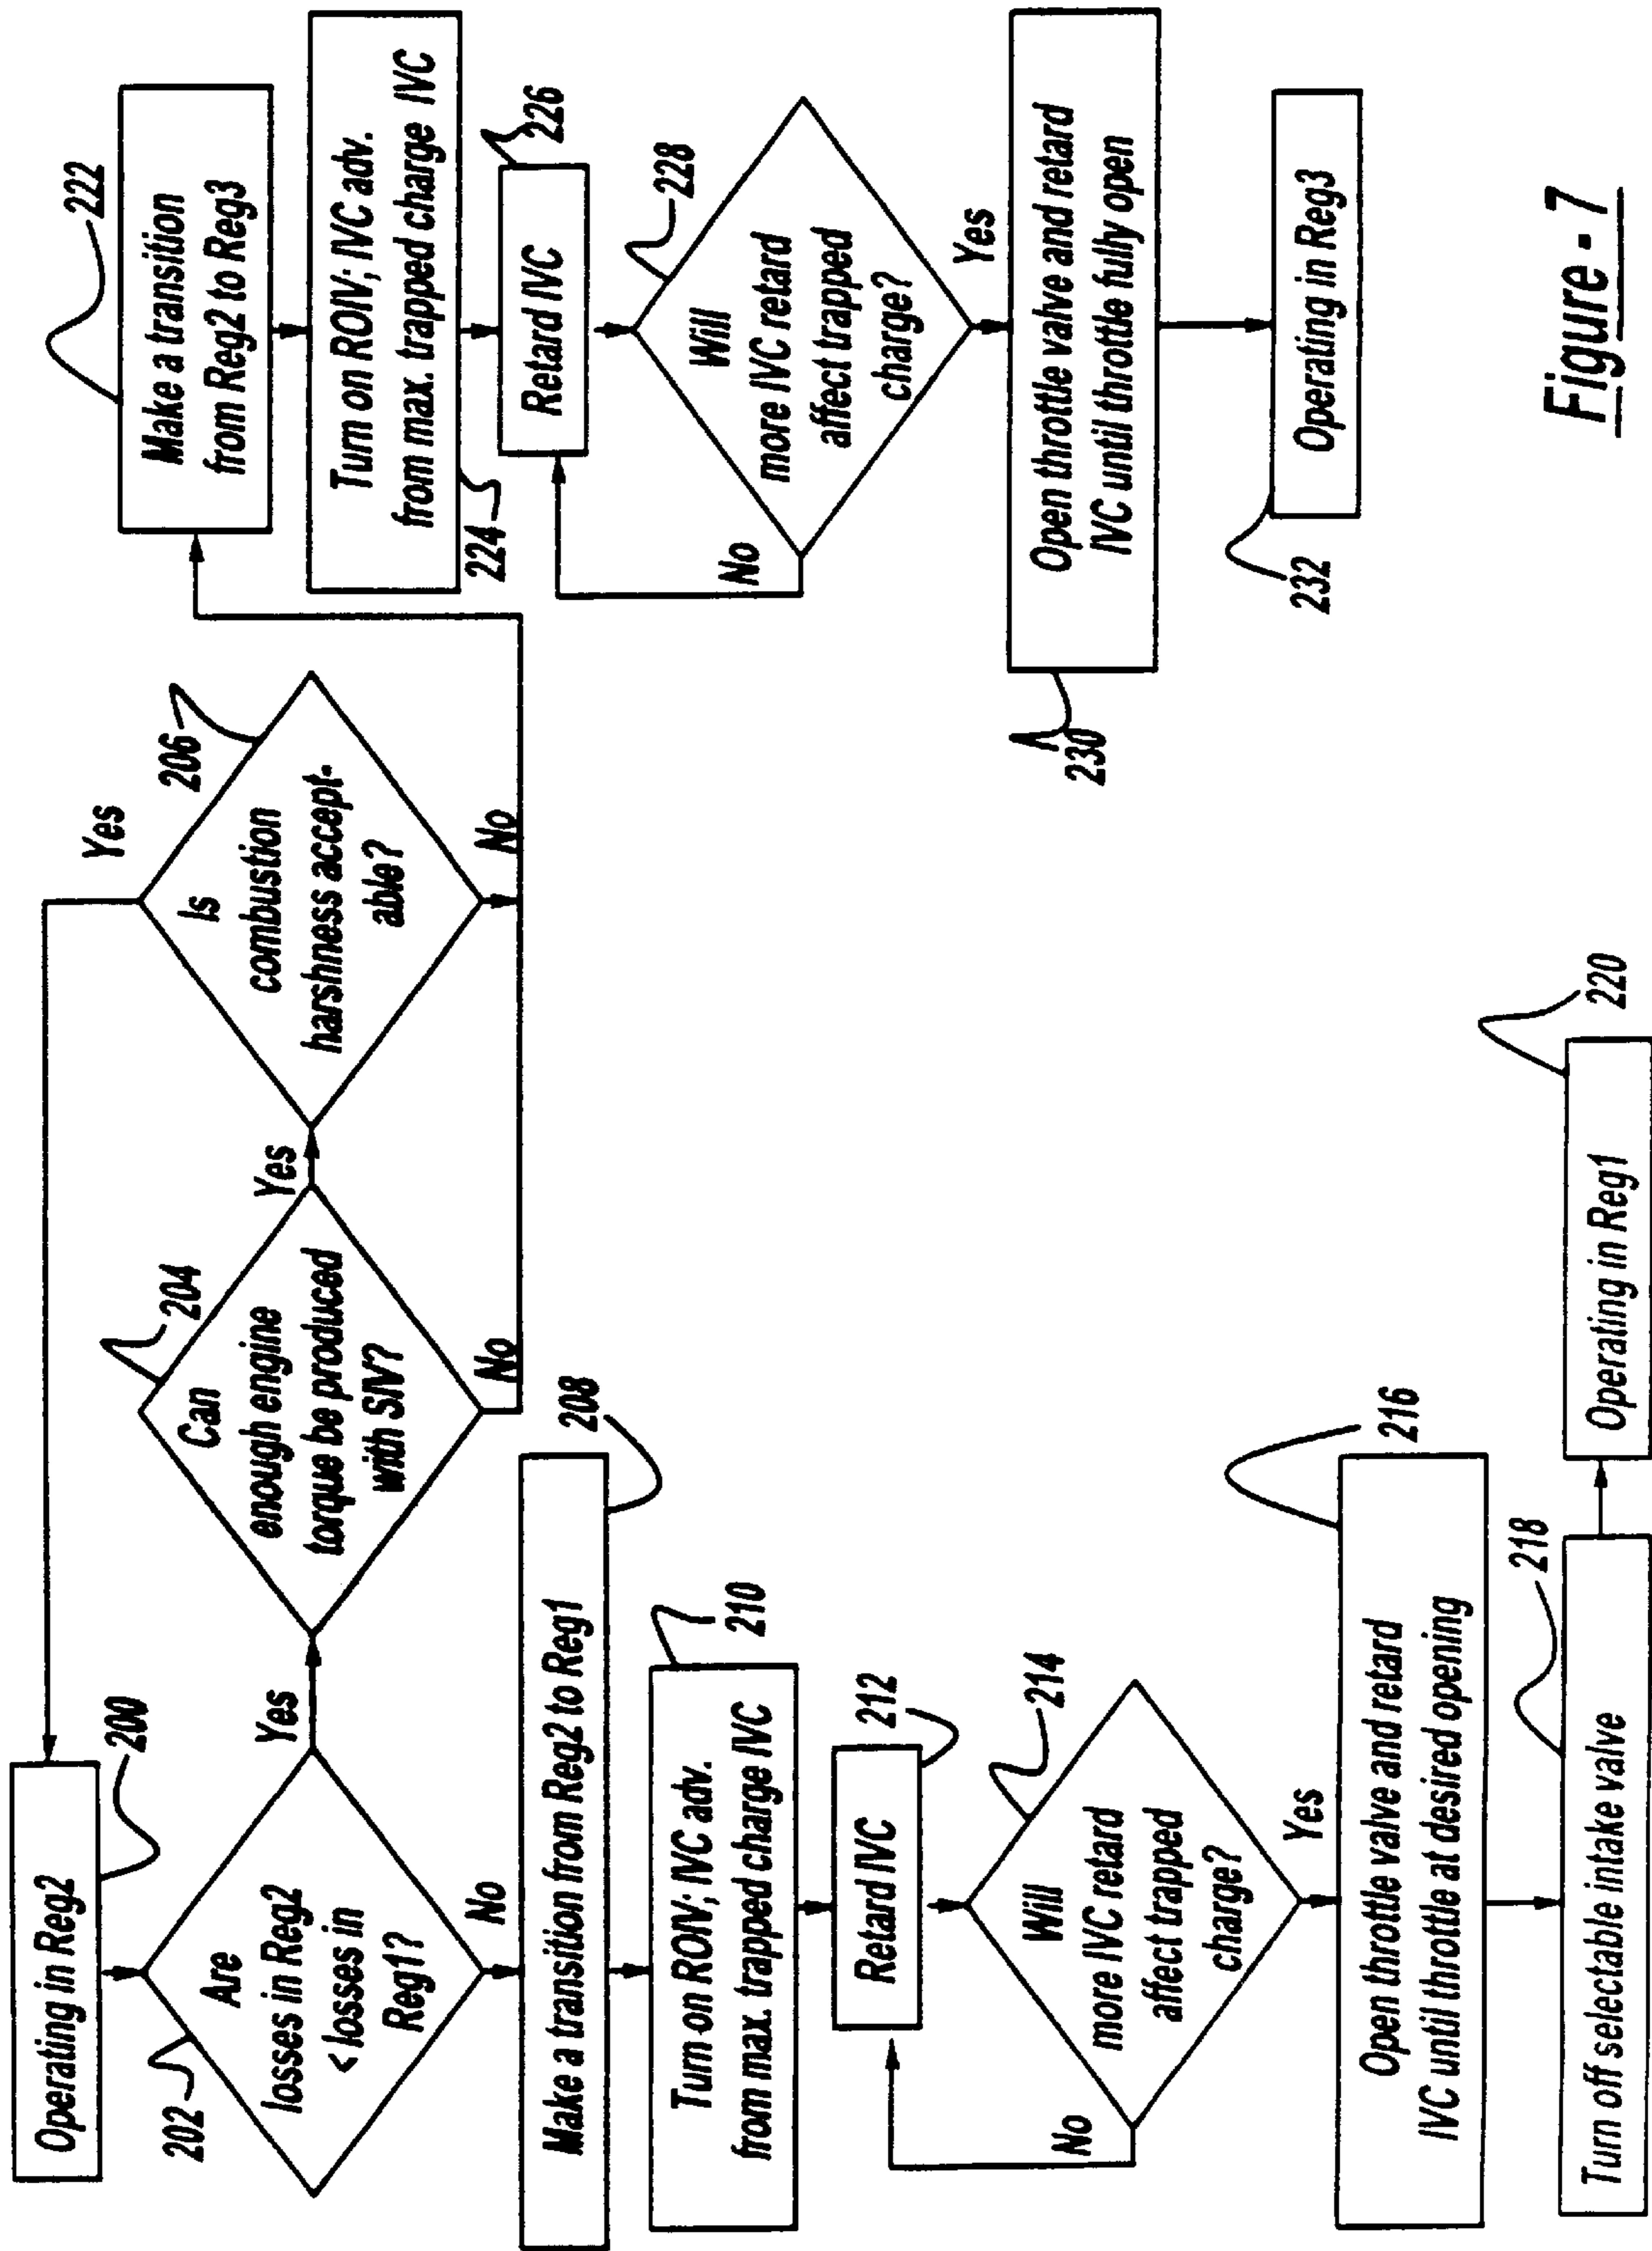 Operating in Reg2
200
Are
losses in Reg2
< losses in
Reg1?
202
Yes
No
Can
enough engine
torque be produced
with SIV?
204
Yes
No
Is
combustion
harshness accept-
able?
206
Yes
No
Make a transition from Reg2 to Reg1
208
Turn on ROIV; IVC adv.
from max. trapped charge IVC
210
Retard IVC
212
Will
more IVC retard
affect trapped
charge?
214
No
Yes
Open throttle valve and retard
IVC until throttle at desired opening
216
Turn off selectable intake valve
218
Operating in Reg1
220
Make a transition
from Reg2 to Reg3
222
Turn on ROIV; IVC adv.
from max. trapped charge IVC
224
Retard IVC
226
Will
more IVC retard
affect trapped
charge?
228
No
Yes
Open throttle valve and retard
IVC until throttle fully open
230
Operating in Reg3
232
Figure - 7